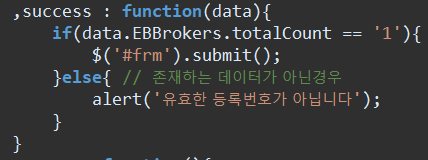 ,success : function(data){
if(data.EBBrokers.totalCount == '1'){
$('#frm').submit();
}else{ // 존재하는 데이터가 아닌경우
alert('유효한 등록번호가 아닙니다');
}
}